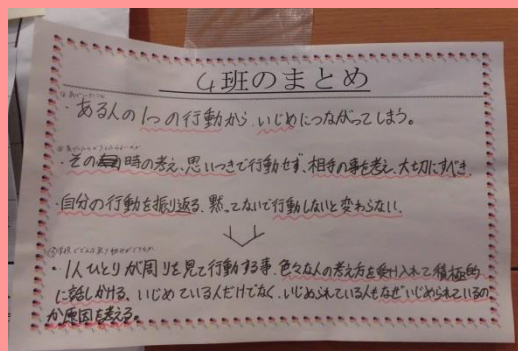 4班のまとめ
・ある人の1つの行動から、いじめにつながってしまう。
・その時の考え、思いつきで行動せず、相手の事を考え、大切にすべき。
・自分の行動を振り返る、黙ってないで行動しないと変わらない。
・1人ひとりが周りを見て行動する事、色々な人の考え方を受け入れて積極的
に話しかける、いじめている人だけでなく、いじめられている人もなぜいじめられているの
か原因を考える。